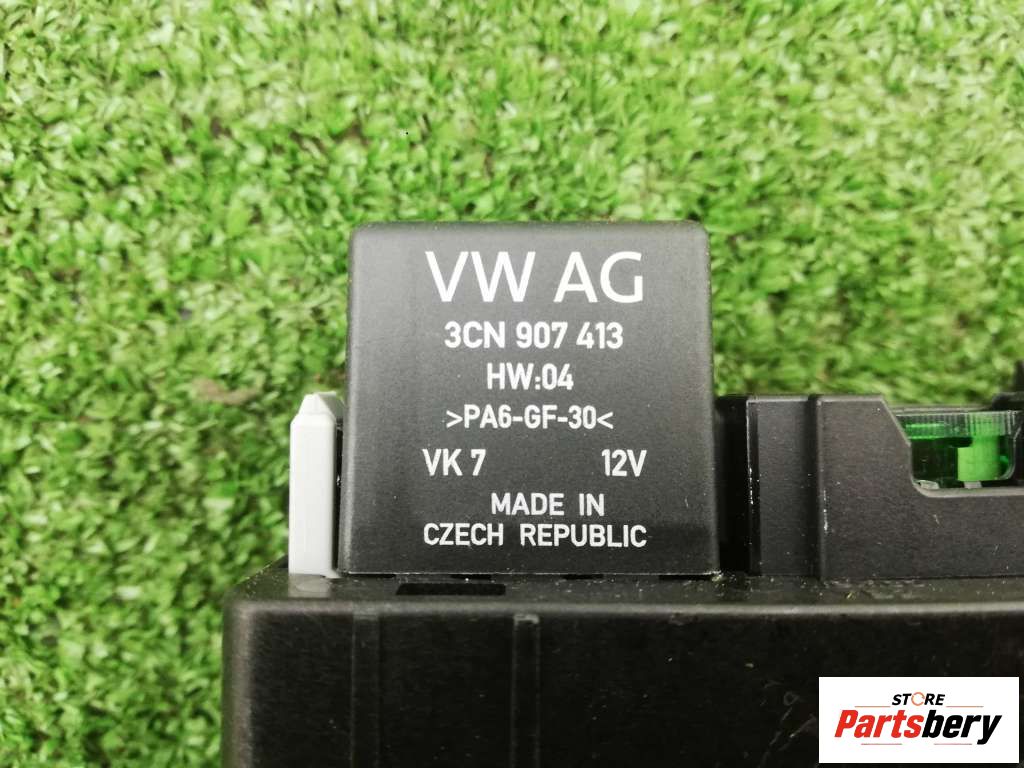 VW AG
3CN 907 413
HW:04
>PA6-GF-30<
VK 7 12V
MADE IN
CZECH REPUBLIC
STORE
Partsbery